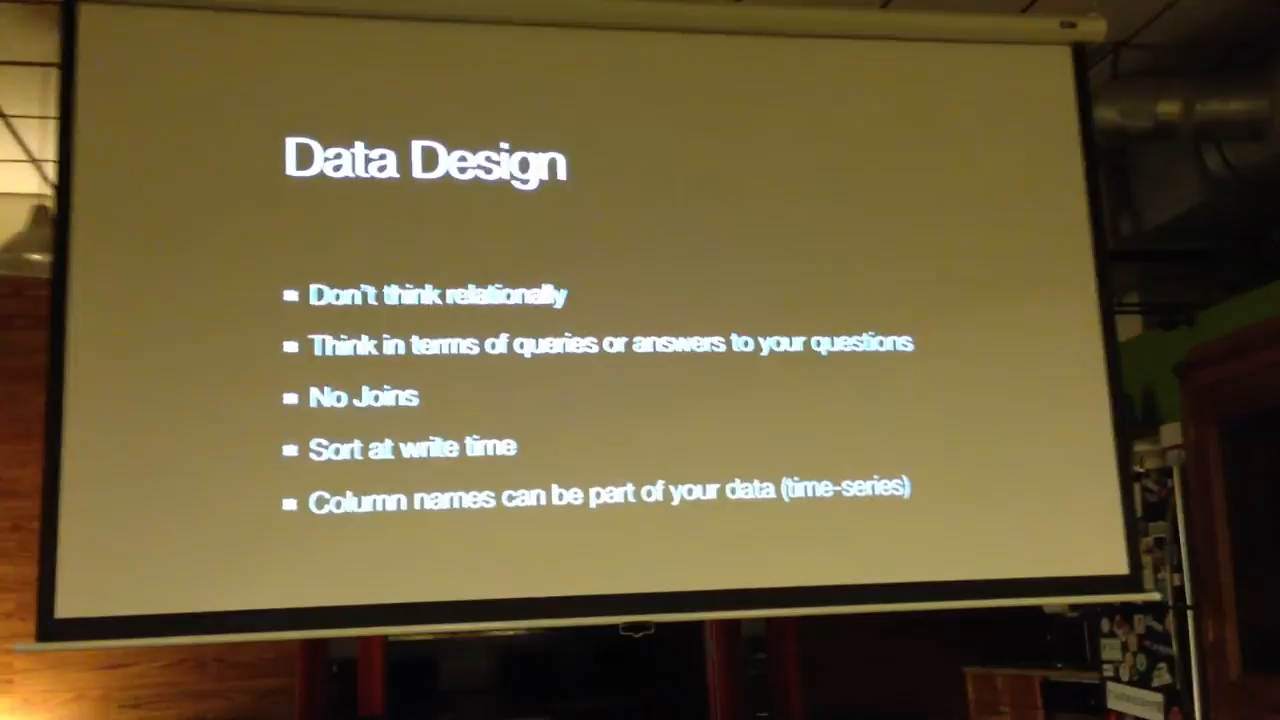 Data Design
Don't think relationally
Think in terms of queries or answers to your questions
No Joins
Sort at write time
Column names can be part of your data (time-series)